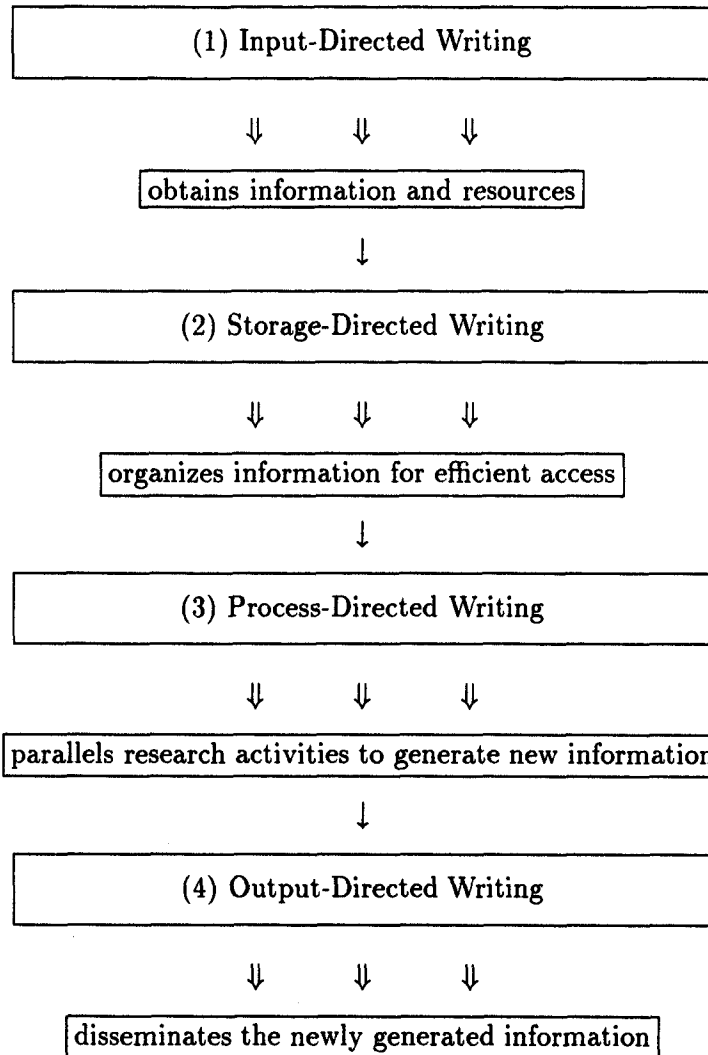 (1) Input-Directed Writing
⇓ ⇓ ⇓
obtains information and resources
↓
(2) Storage-Directed Writing
⇓ ⇓ ⇓
organizes information for efficient access
↓
(3) Process-Directed Writing
⇓ ⇓ ⇓
parallels research activities to generate new information
↓
(4) Output-Directed Writing
⇓ ⇓ ⇓
disseminates the newly generated information